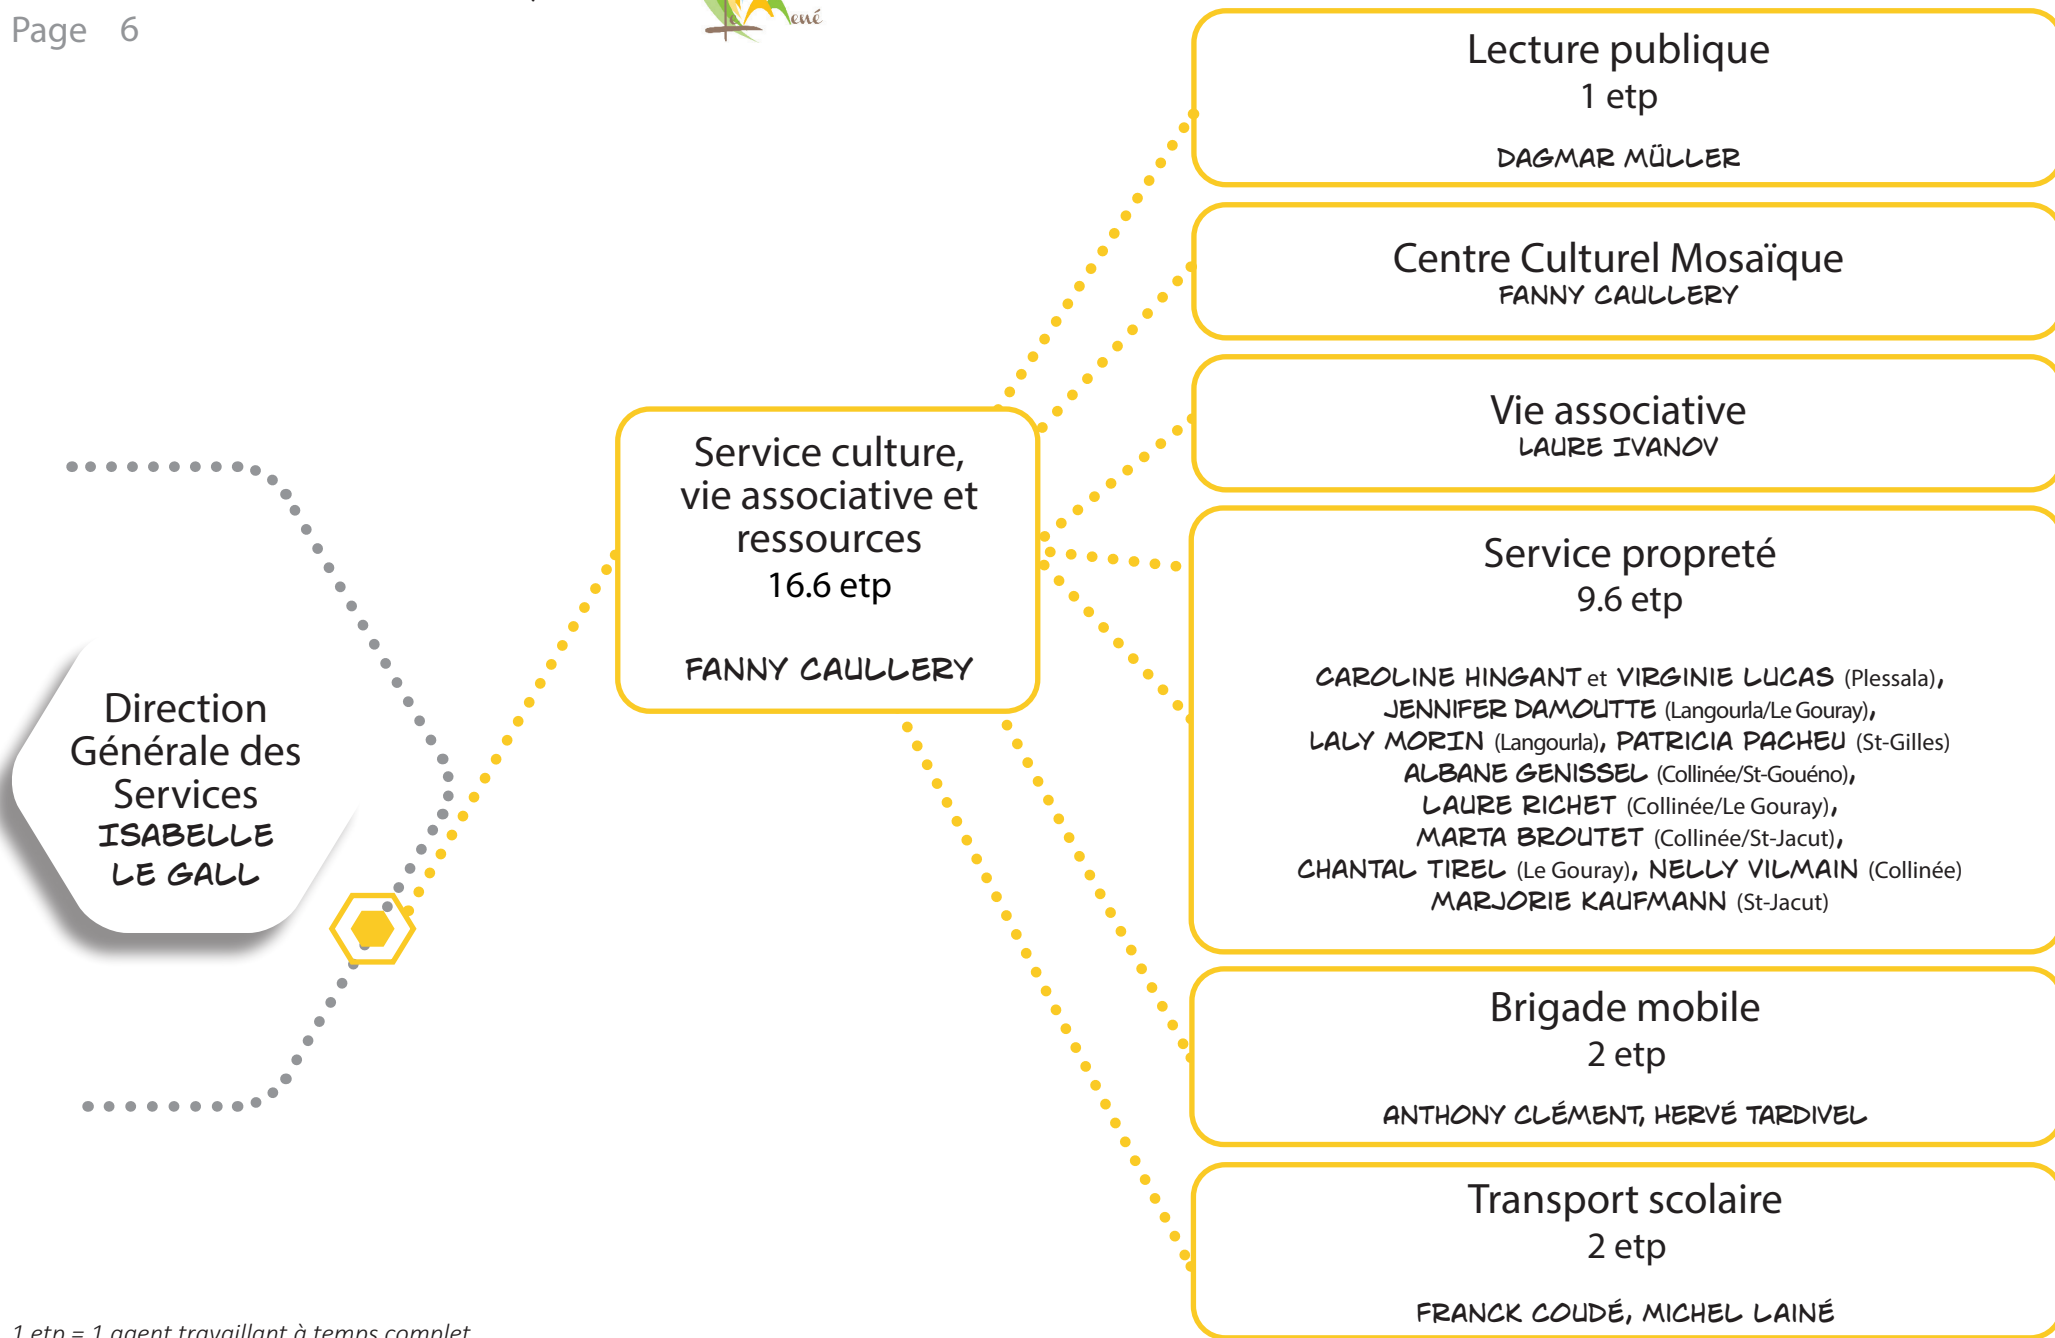 Page 6
le Mené
Lecture publique
1 etp
DAGMAR MÜLLER
Centre Culturel Mosaïque
FANNY CAULLERY
Vie associative
LAURE IVANOV
Service culture,
vie associative et
ressources
16.6 etp
FANNY CAULLERY
Direction
Générale des
Services
ISABELLE
LE GALL
Service propreté
9.6 etp
CAROLINE HINGANT et VIRGINIE LUCAS (Plessala),
JENNIFER DAMOUTTE (Langourla/Le Gouray),
LALY MORIN (Langourla), PATRICIA PACHEU (St-Gilles)
ALBANE GENISSEL (Collinée/St-Gouéno),
LAURE RICHET (Collinée/Le Gouray),
MARTA BROUTET (Collinée/St-Jacut),
CHANTAL TIREL (Le Gouray), NELLY VILMAIN (Collinée)
MARJORIE KAUFMANN (St-Jacut)
Brigade mobile
2 etp
ANTHONY CLÉMENT, HERVÉ TARDIVEL
Transport scolaire
2 etp
FRANCK COUDÉ, MICHEL LAINÉ
1 etp = 1 agent travaillant à temps complet